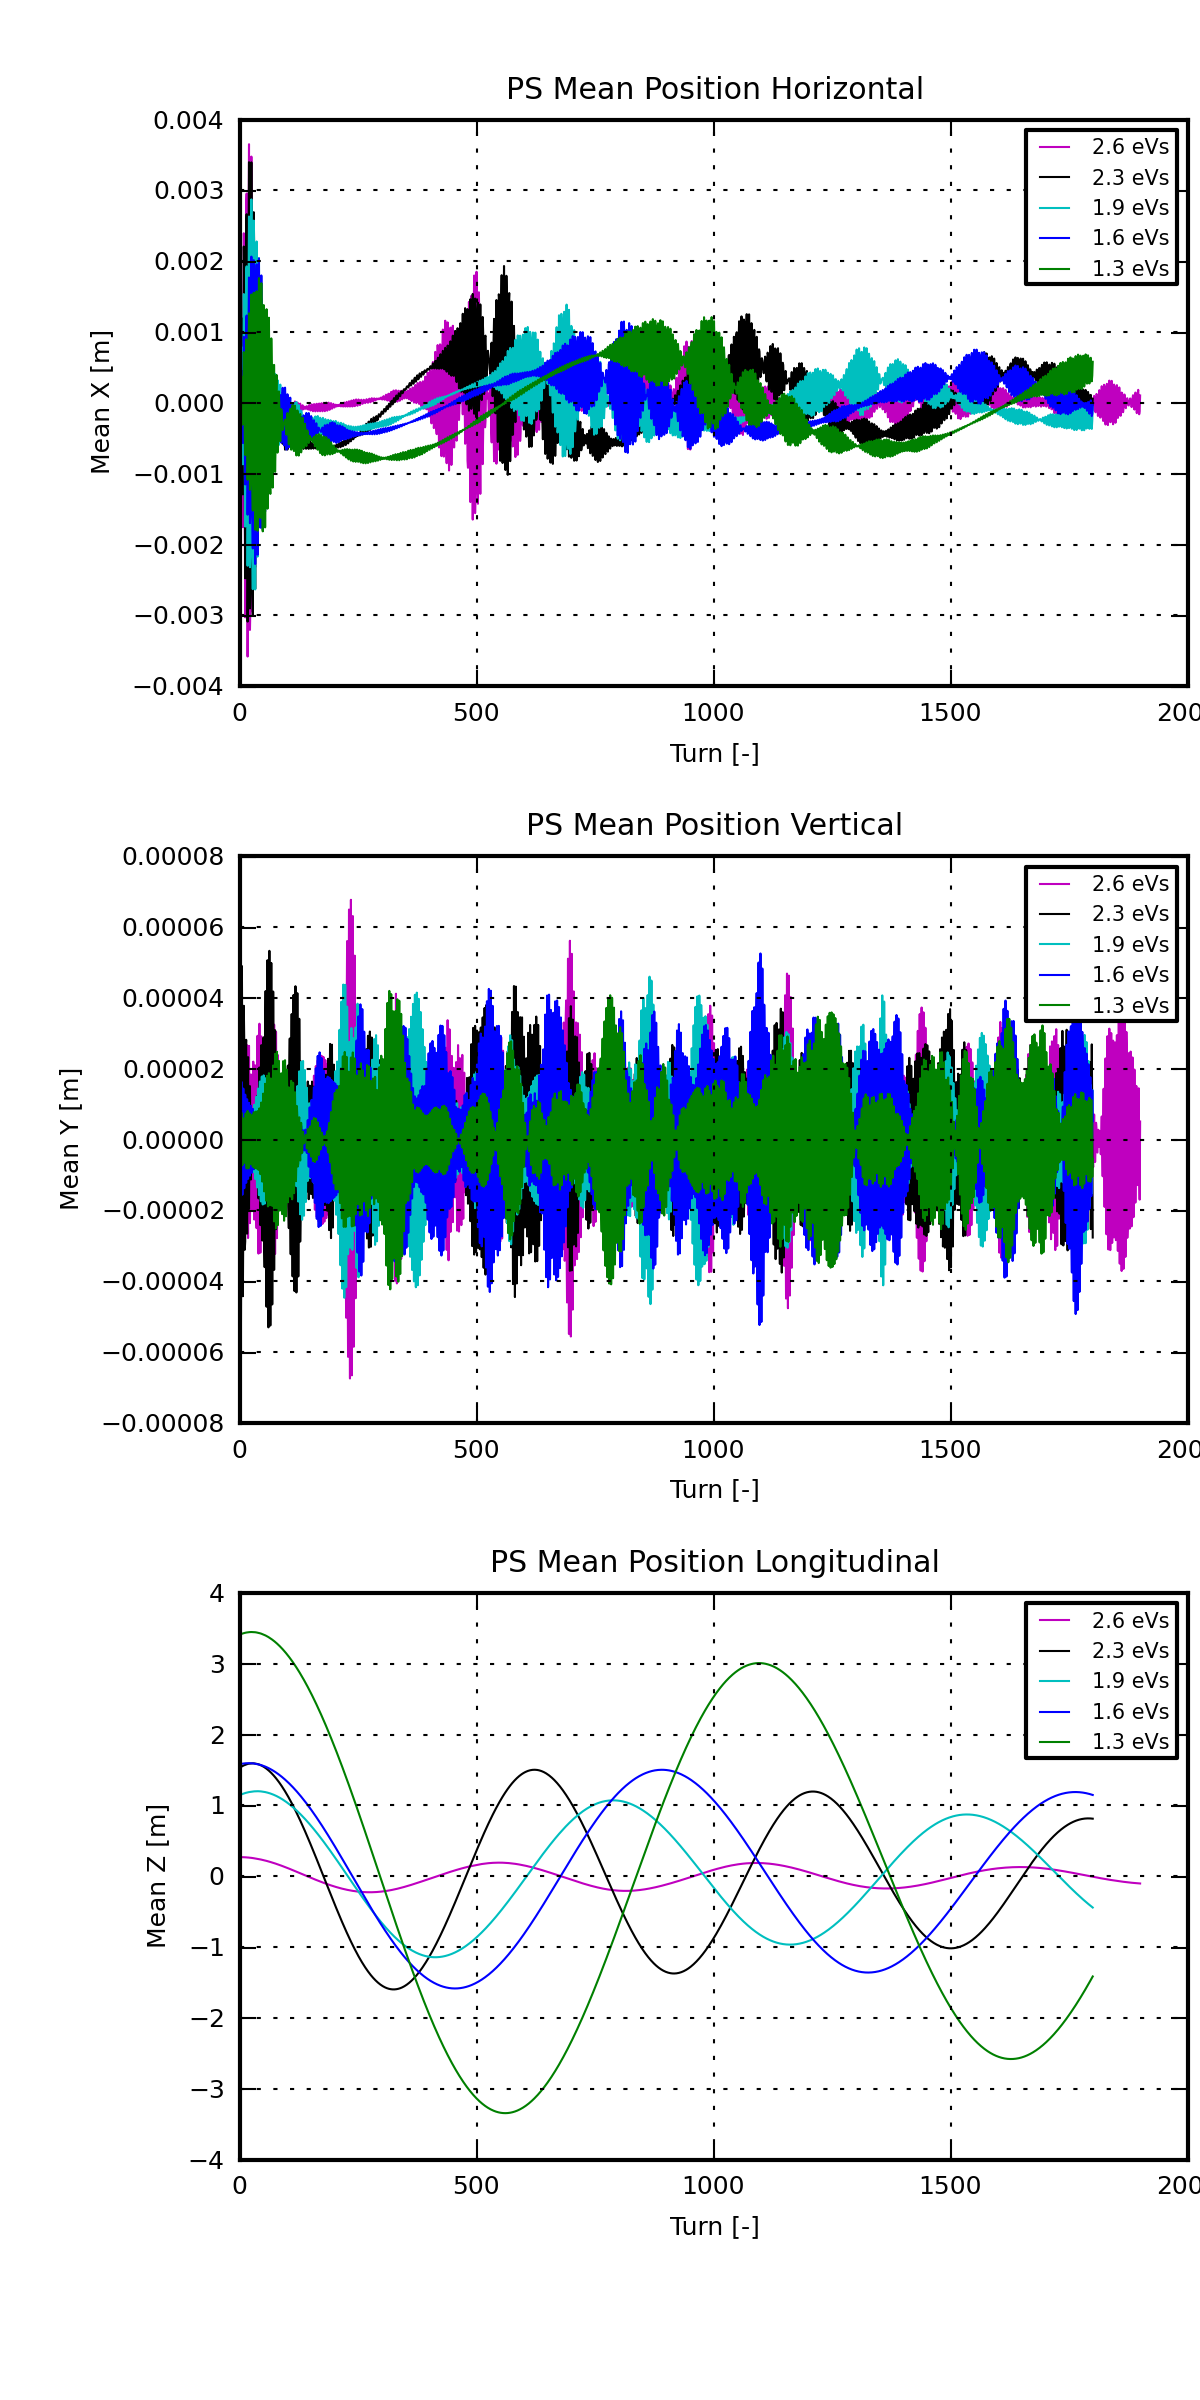 PS Mean Position Horizontal
0.004
0.003
0.002
0.001
0.000
−0.001
−0.002
−0.003
−0.004
Mean X [m]
2.6 eVs
2.3 eVs
1.9 eVs
1.6 eVs
1.3 eVs
0 500 1000 1500 200
Turn [-]
PS Mean Position Vertical
0.00008
0.00006
0.00004
0.00002
0.00000
−0.00002
−0.00004
−0.00006
−0.00008
Mean Y [m]
2.6 eVs
2.3 eVs
1.9 eVs
1.6 eVs
1.3 eVs
0 500 1000 1500 200
Turn [-]
PS Mean Position Longitudinal
4
3
2
1
0
−1
−2
−3
−4
Mean Z [m]
2.6 eVs
2.3 eVs
1.9 eVs
1.6 eVs
1.3 eVs
0 500 1000 1500 200
Turn [-]